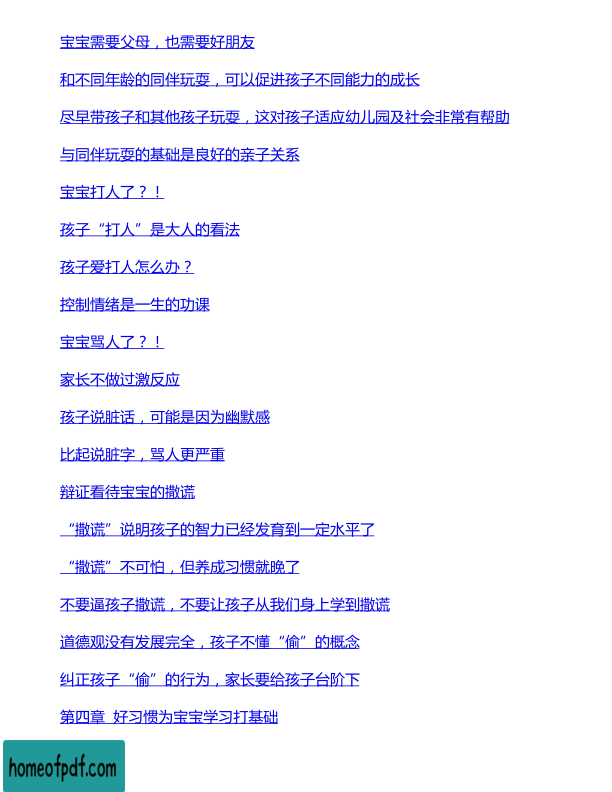 宝宝需要父母，也需要好朋友
和不同年龄的同伴玩耍，可以促进孩子不同能力的成长
尽早带孩子和其他孩子玩耍，这对孩子适应幼儿园及社会非常有帮助
与同伴玩耍的基础是良好的亲子关系
宝宝打人了？！
孩子“打人”是大人的看法
孩子爱打人怎么办？
控制情绪是一生的功课
宝宝骂人了？！
家长不做过激反应
孩子说脏话，可能是因为幽默感
比起说脏字，骂人更严重
辩证看待宝宝的撒谎
“撒谎”说明孩子的智力已经发育到一定水平了
“撒谎”不可怕，但养成习惯就晚了
不要逼孩子撒谎，不要让孩子从我们身上学到撒谎
道德观没有发展完全，孩子不懂“偷”的概念
纠正孩子“偷”的行为，家长要给孩子台阶下
第四章 好习惯为宝宝学习打基础
homeofpdf.com